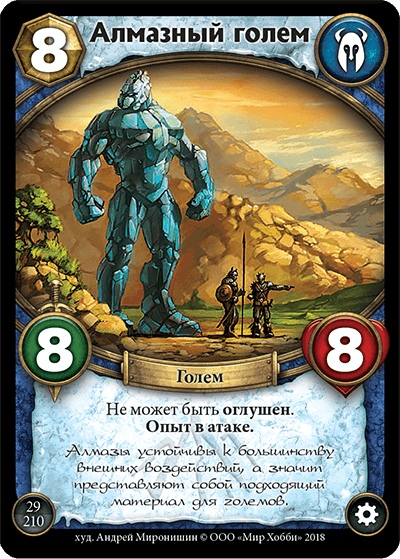 8
Алмазный голем
8
8
Голем
Не может быть оглушен.
Опыт в атаке.
Алмазы устойчивы к большинству
внешних воздействий, а значит
представляют собой подходящий
материал для големов.
29
210
худ. Андрей Миронишин © ООО «Мир Хобби» 2018